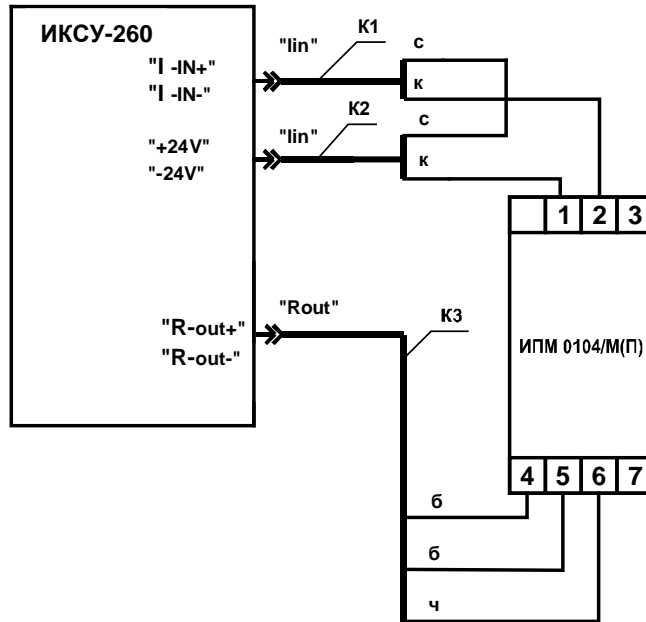 ИКСУ-260
"I -IN+"
"I -IN-"
"Iin"
К1
с
к
"+24V"
"-24V"
"Iin"
К2
с
к
1 2 3
"R-out+"
"R-out-"
"Rout"
К3
ИПМ 0104/М(П)
4 5 6 7
б
б
ч